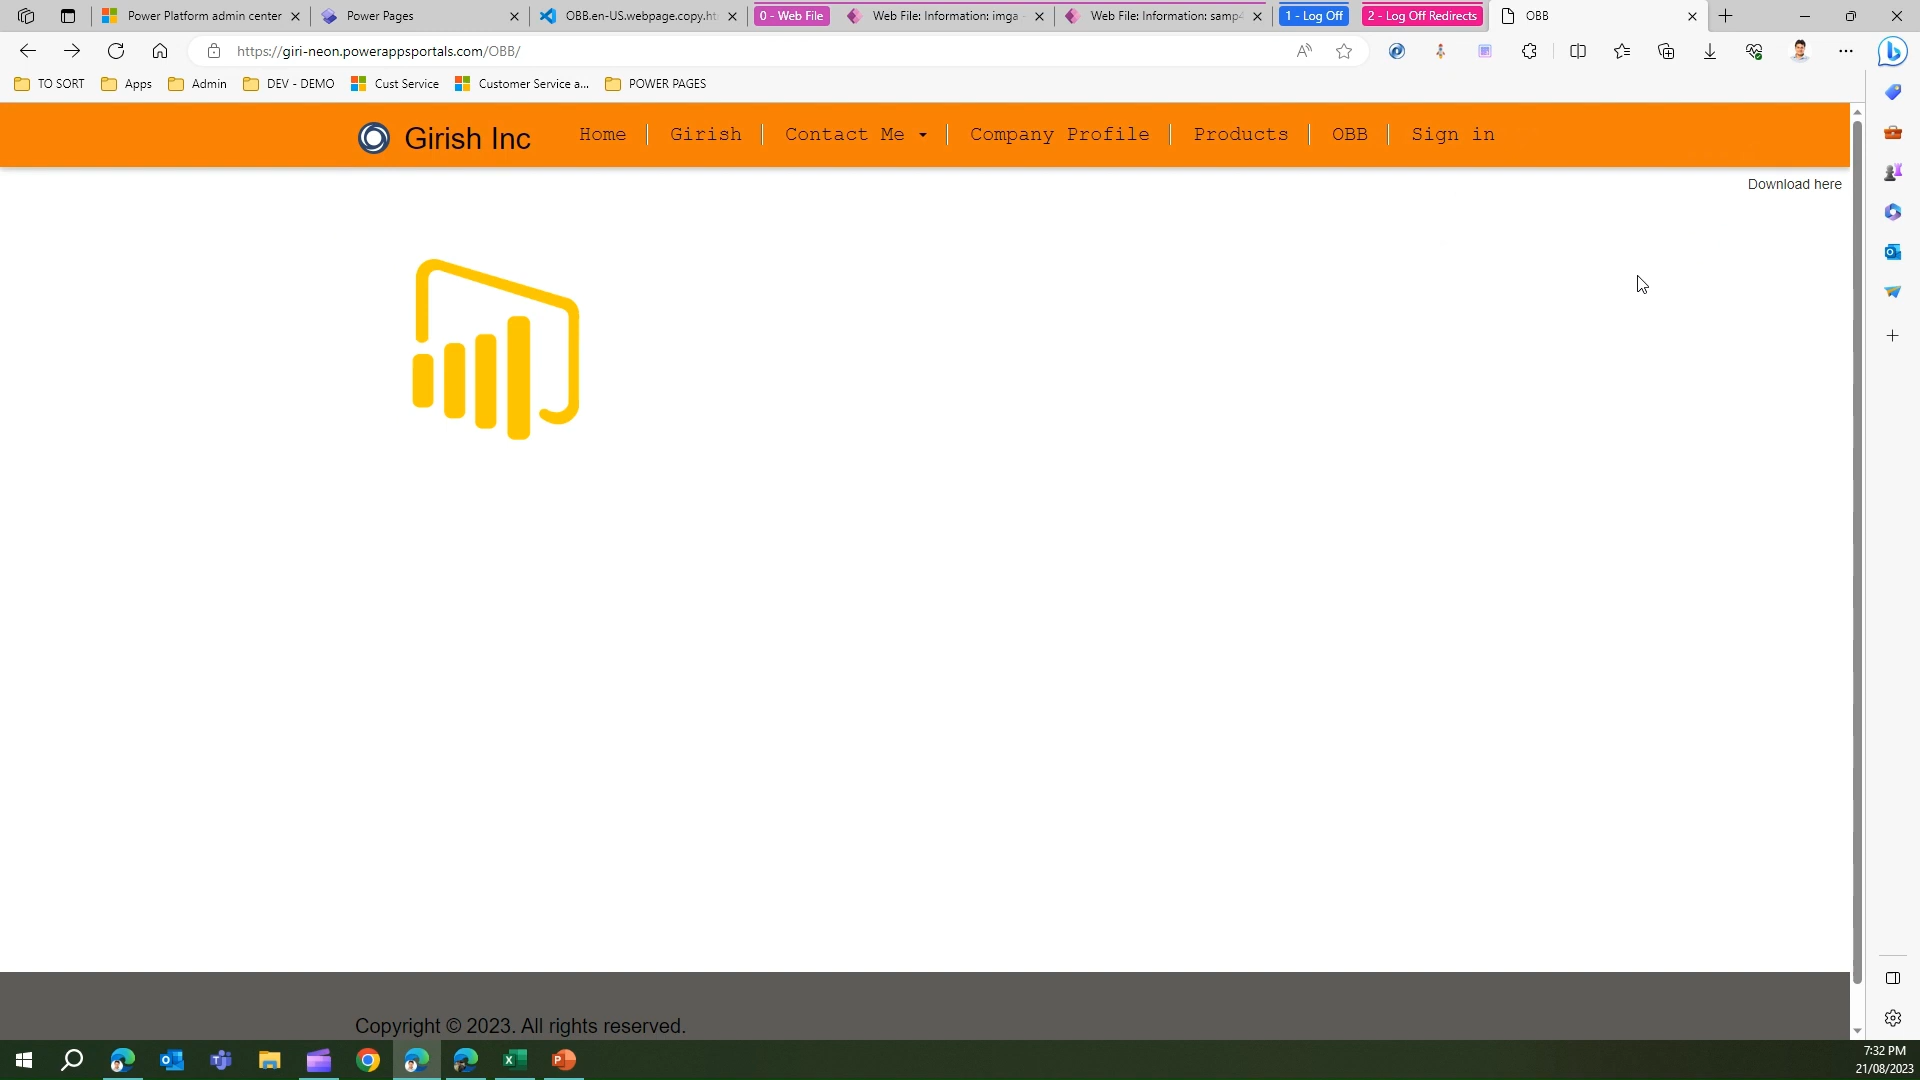 Power Platform admin center
Power Pages
OBB.en-US.webpage.copy.ht
0 - Web File
Web File: Information: imga
Web File: Information: samp
1 - Log Off
2 - Log Off Redirects
OBB
https://giri-neon.powerappsportals.com/OBB/
TO SORT
Apps
Admin
DEV - DEMO
Cust Service
Customer Service a...
POWER PAGES
Girish Inc
Home
Girish
Contact Me
Company Profile
Products
OBB
Sign in
Download here
Copyright © 2023. All rights reserved.
7:32 PM
21/08/2023